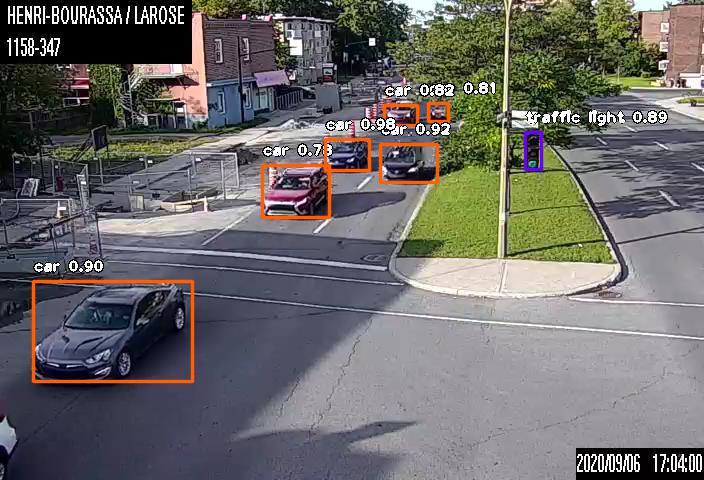 HENRI-BOURASSA / LAROSE
1158-347
car 0.82
0.81
car 0.98
car 0.92
traffic light 0.89
car 0.73
car 0.90
2020/09/06 17:04:00